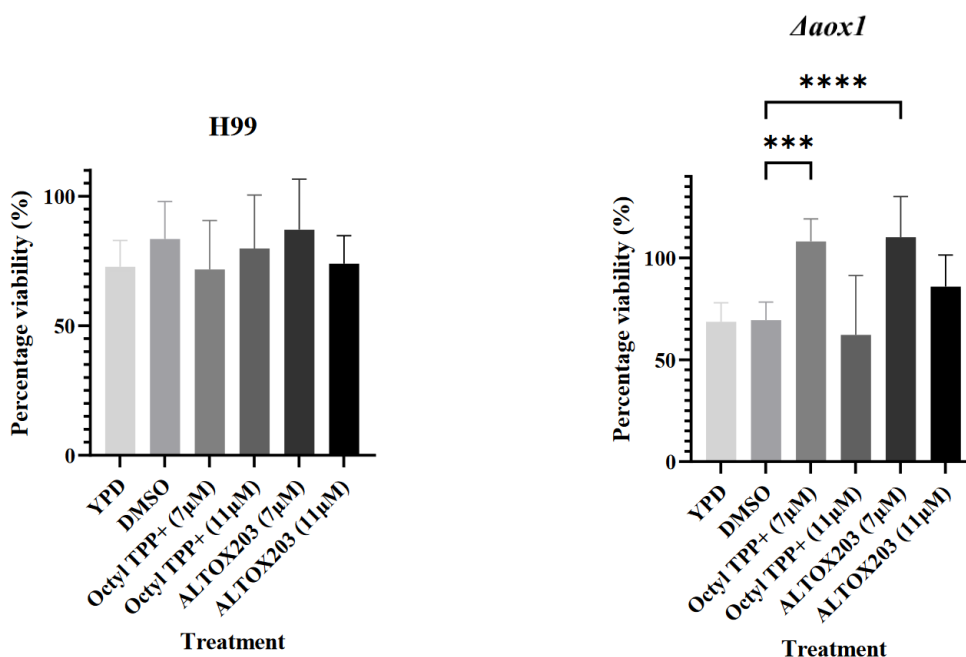 H99
Percentage viability (%)
100
50
0
YPD
DMSO
Octyl TPP+ (7μM)
Octyl TPP+ (11μM)
ALTOX203 (7μM)
ALTOX203 (11μM)
Treatment
Δaox1
****
***
Percentage viability (%)
100
50
0
YPD
DMSO
Octyl TPP+ (7μM)
Octyl TPP+ (11μM)
ALTOX203 (7μM)
ALTOX203 (11μM)
Treatment